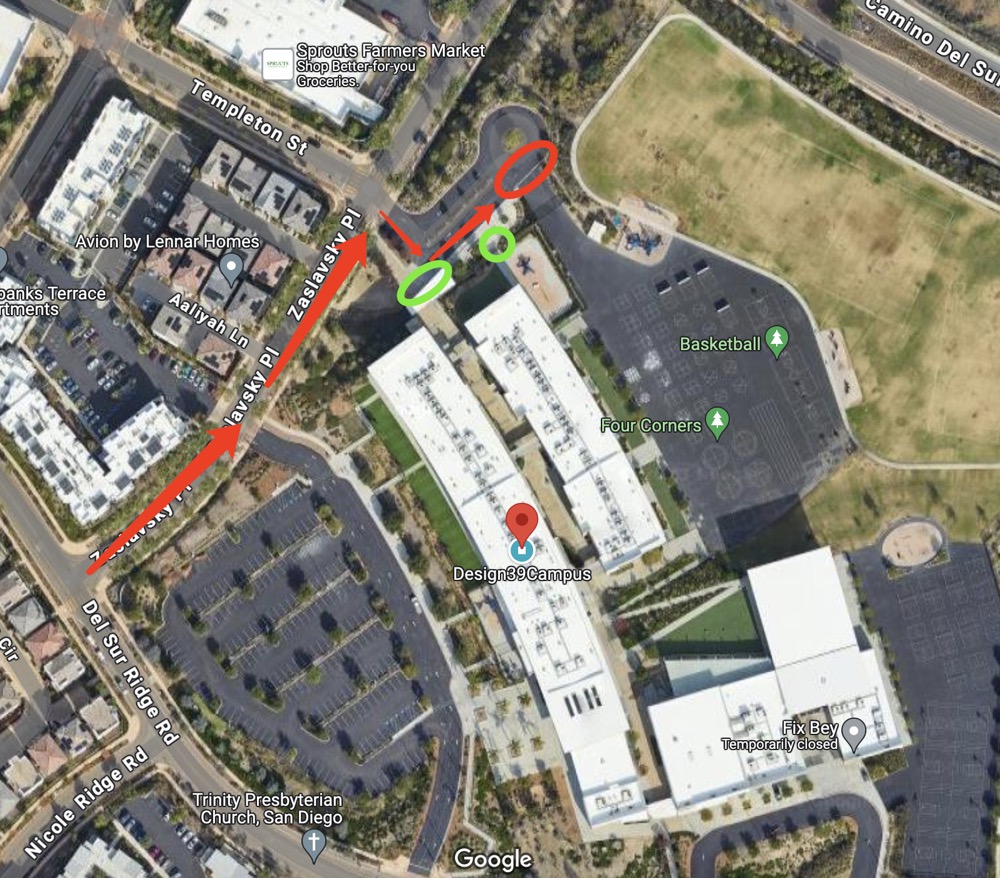 Camino Del Su
Sprouts Farmers Market
Shop Better-for-you
Groceries.
SPROUTS
Templeton St
Zaslavsky Pl
Avion by Lennar Homes
banks Terrace
rtments
Aaliyah Ln
slavsky Pl
Basketball
Four Corners
Zaslavsky Pl
Design39Campus
Del Sur Ridge Rd
Cir
Fix Bey
Temporarily closed
Nicole Ridge Rd
Trinity Presbyterian
Church, San Diego
Google